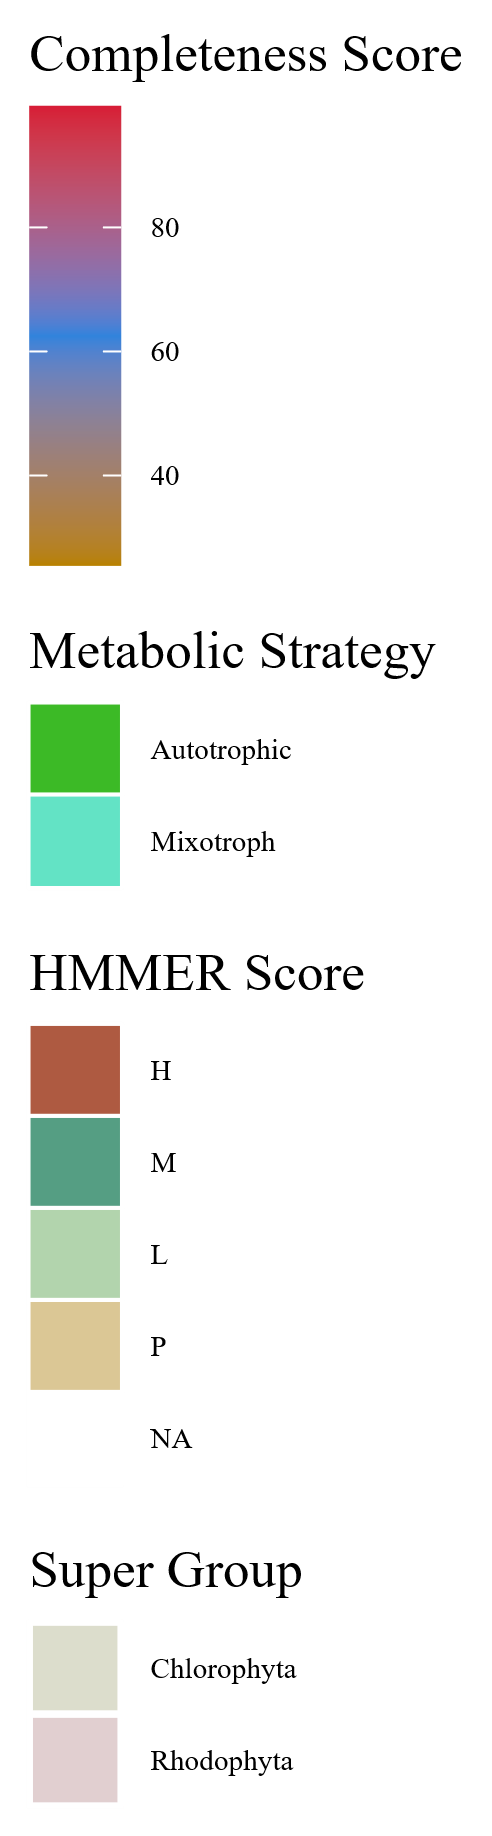 Completeness Score
80
60
40
Metabolic Strategy
Autotrophic
Mixotroph
HMMER Score
H
M
L
P
NA
Super Group
Chlorophyta
Rhodophyta